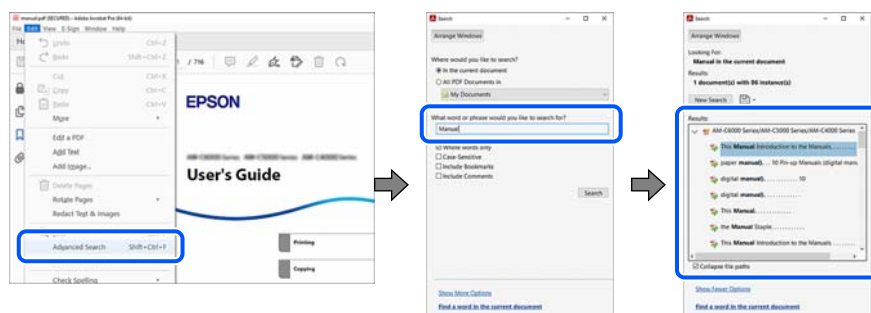 manual.pdf (SECURED) - Adobe Acrobat Pro (64-bit)
File Edit View E-Sign Window Help
Undo Ctrl+Z
Redo Shift+Ctrl+Z
Cut Ctrl+X
Copy Ctrl+C
Paste Ctrl+V
More
Edit a PDF
Add Text
Add Image...
Delete Pages
Rotate Pages
Redact Text & Images
Advanced Search Shift+Ctrl+F
Check Spelling
/ 716
EPSON
User's Guide
Printing
Copying
Search
Arrange Windows
Where would you like to search?
In the current document
All PDF Documents in
My Documents
What word or phrase would you like to search for?
Manual
Whole words only
Case-Sensitive
Include Bookmarks
Include Comments
Search
Show More Options
Find a word in the current document
Search
Arrange Windows
Looking For:
Manual in the current document
Results:
1 document(s) with 86 instance(s)
New Search
Results:
AM-C6000 Series/AM-C5000 Series/AM-C4000 Series
This Manual Introduction to the Manuals.........
paper manual). . . 10 Pin-up Manuals (digital man
digital manual)..............10
digital manual)..............
This Manual..............
the Manual Staple..............
This Manual Introduction to the Manuals .........
Collapse file paths
Show Fewer Options
Find a word in the current document